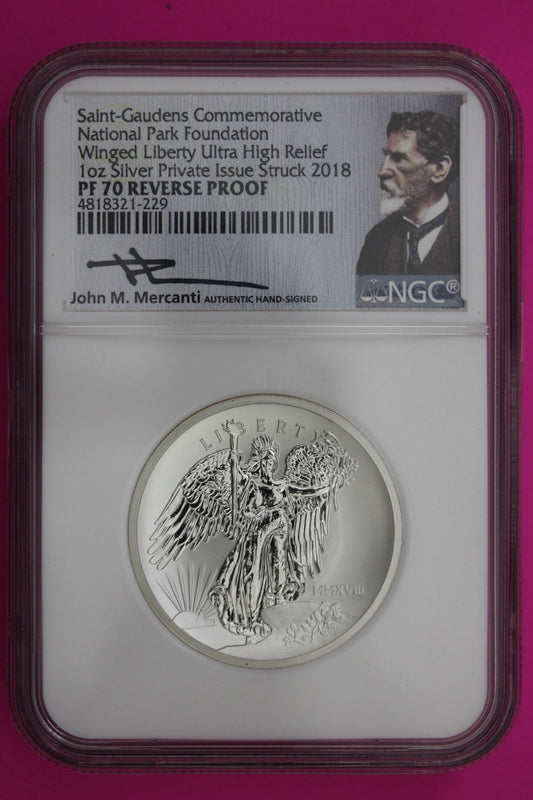 Saint-Gaudens Commemorative
National Park Foundation
Winged Liberty Ultra High Relief
1oz Silver Private Issue Struck 2018
PF 70 REVERSE PROOF
4818321-229
John M. Mercanti AUTHENTIC HAND-SIGNED
NGC®
LIBERTY
MMXVIII